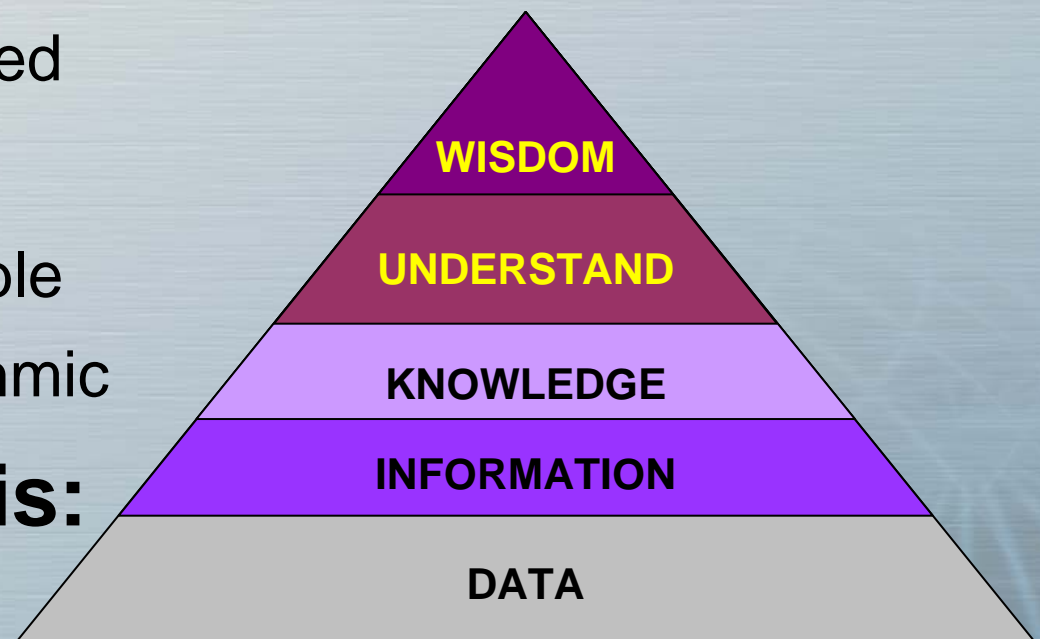 ed
WISDOM
ole
UNDERSTAND
amic
KNOWLEDGE
is:
INFORMATION
DATA